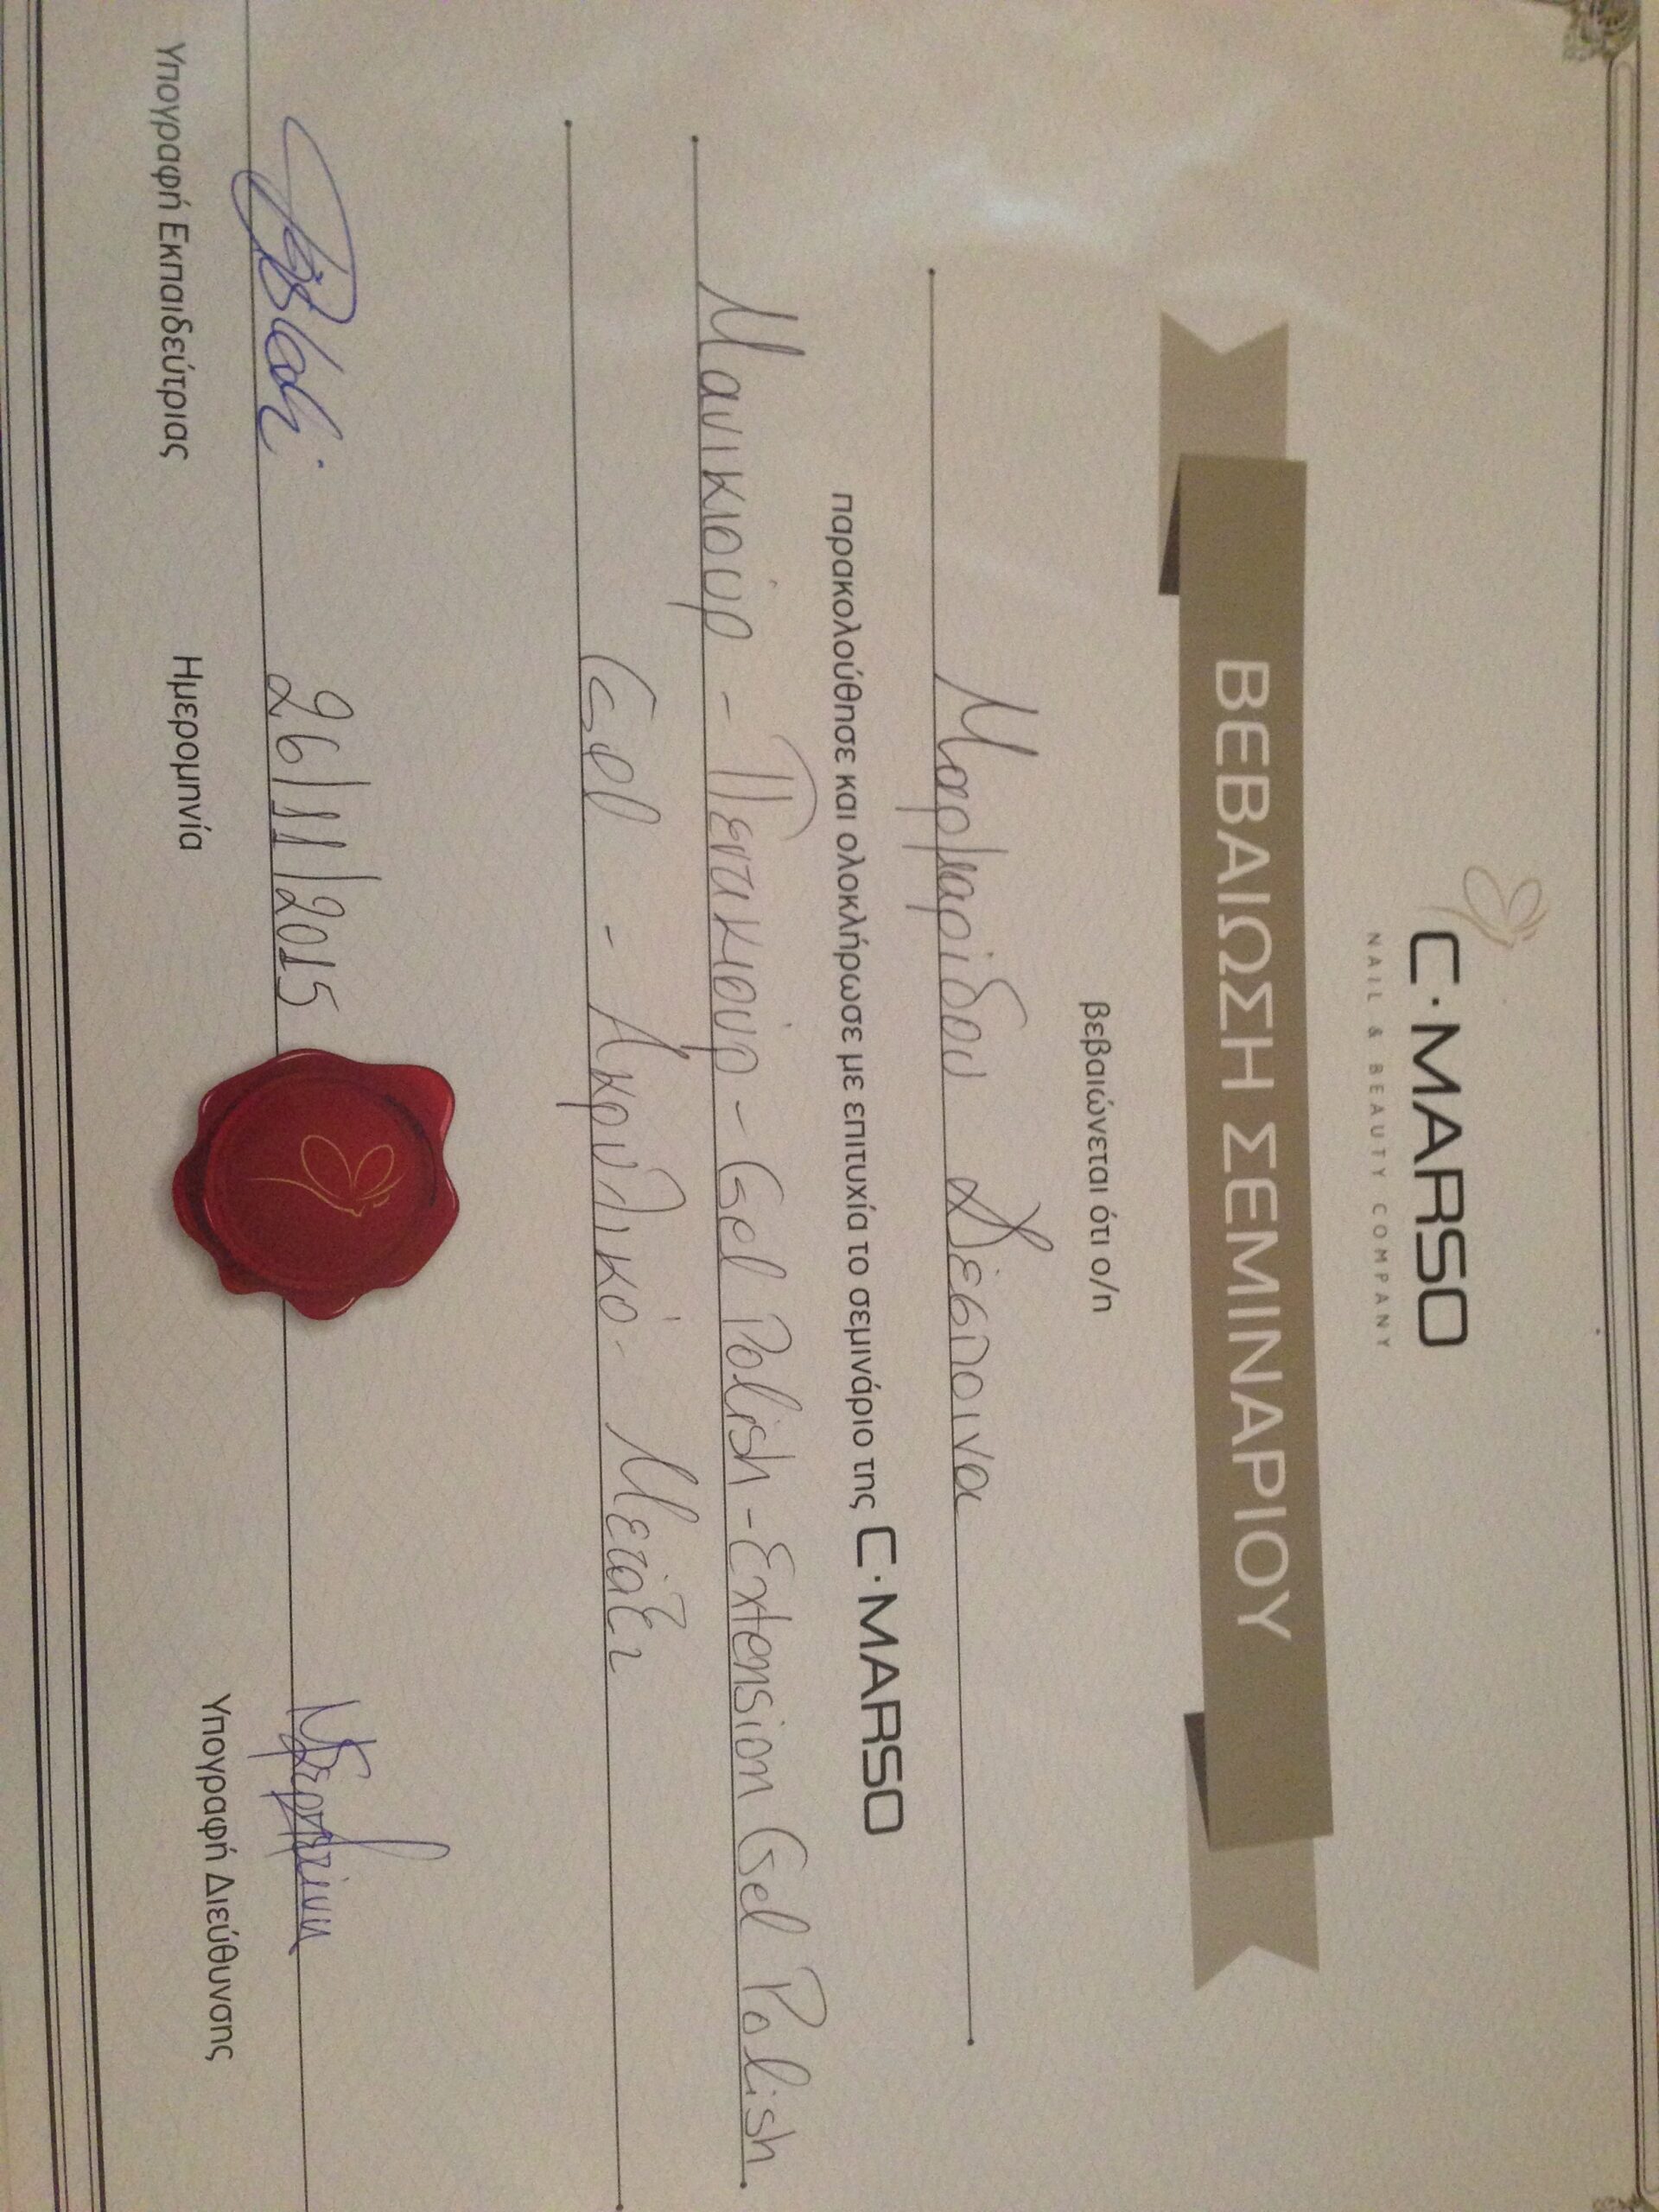 C·MARSO
NAIL & BEAUTY COMPANY
ΒΕΒΑΙΩΣΗ ΣΕΜΙΝΑΡΙΟΥ
βεβαιώνεται ότι ο/η
Μαρμαρίδου Δέσποινα
παρακολούθησε και ολοκλήρωσε με επιτυχία το σεμινάριο της C·MARSO
Μανικιούρ - Πεντικιούρ - Gel Polish - Extension Gel Polish
Gel - Ακρυλικό - Μετάξι
26/11/2015
Υπογραφή Εκπαιδεύτριας Ημερομηνία Υπογραφή Διεύθυνσης